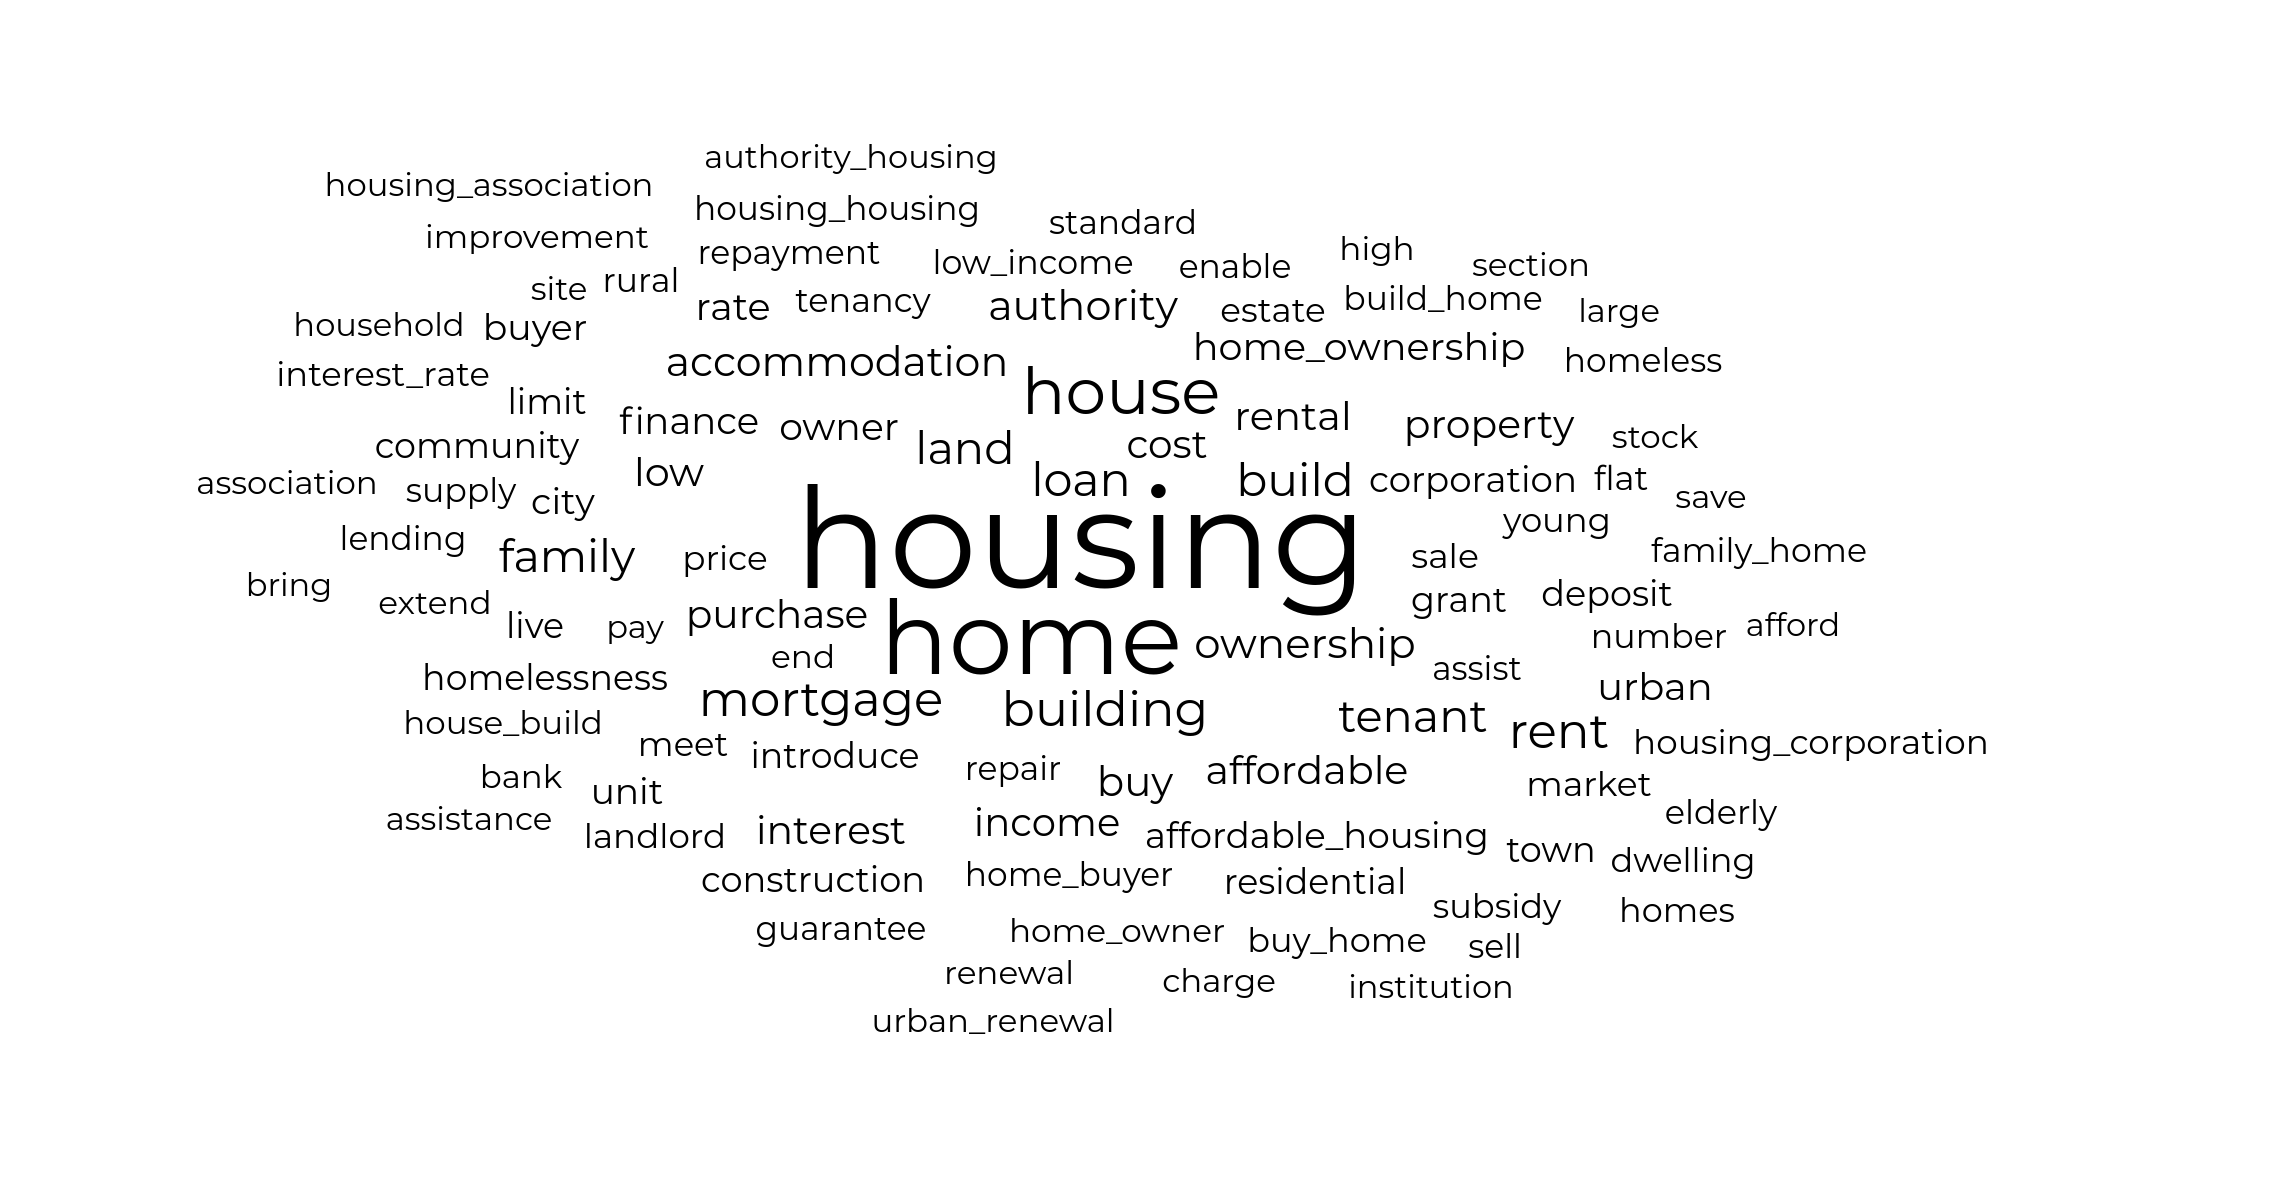 authority_housing
housing_association
housing_housing
standard
improvement
high
repayment
low_income
enable
section
site
rural
rate
tenancy
authority
estate
build_home
large
household
buyer
home_ownership
accommodation
homeless
interest_rate
house
limit
finance
owner
rental
property
community
land
cost
stock
low
loan
build
corporation
flat
association
supply
city
save
housing
young
lending
family
price
sale
family_home
bring
extend
grant
deposit
live
pay
purchase
home
ownership
number
afford
end
assist
homelessness
mortgage
building
urban
house_build
tenant
rent
meet
introduce
housing_corporation
repair
buy
affordable
bank
unit
market
assistance
landlord
interest
income
affordable_housing
elderly
town
dwelling
construction
home_buyer
residential
subsidy
homes
guarantee
home_owner
buy_home
sell
renewal
charge
institution
urban_renewal